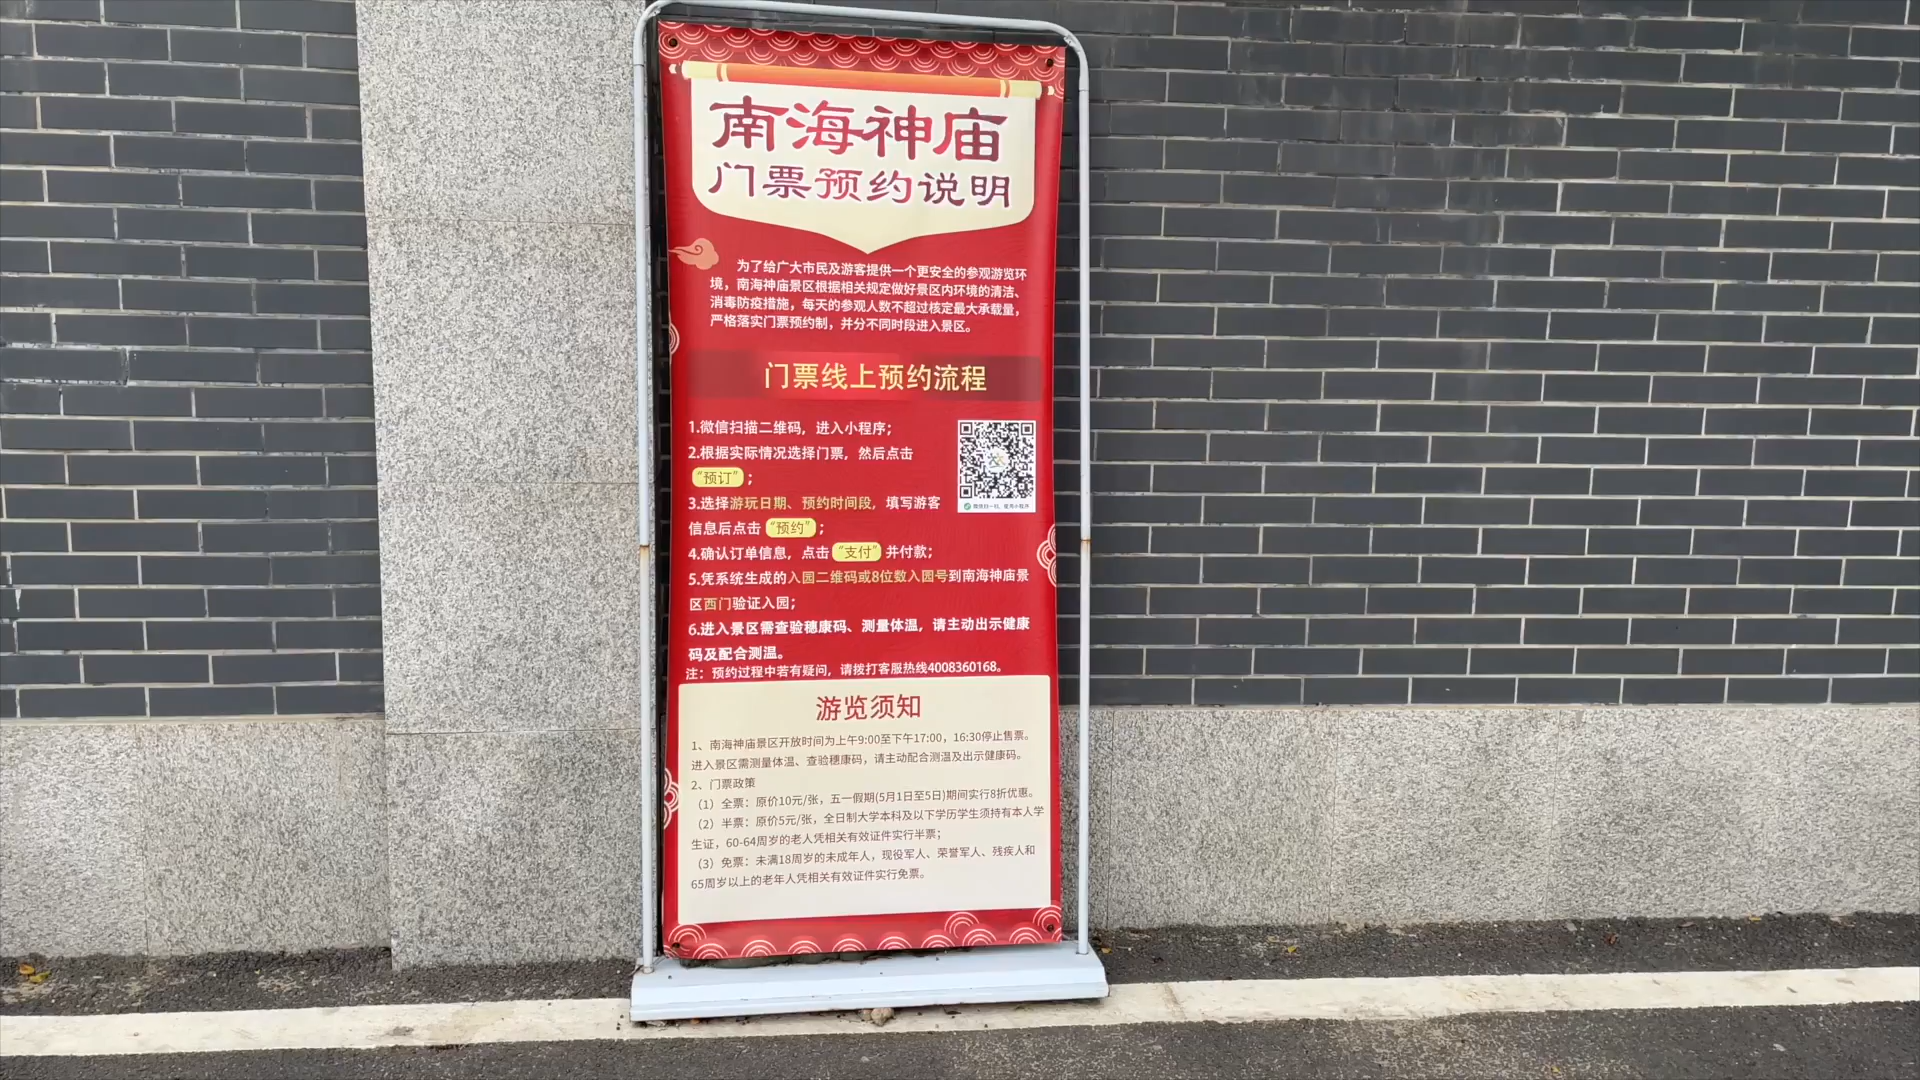 南海神庙
门票预约说明
为了给广大市民及游客提供一个更安全的参观游览环
境，南海神庙景区根据相关规定做好景区内环境的清洁、
消毒防疫措施，每天的参观人数不超过核定最大承载量，
严格落实门票预约制，并分不同时段进入景区。
门票线上预约流程
1.微信扫描二维码，进入小程序；
2.根据实际情况选择门票，然后点击
“预订”；
3.选择游玩日期、预约时间段，填写游客
信息后点击“预约”；
4.确认订单信息，点击“支付”并付款；
5.凭系统生成的入园二维码或8位数入园号到南海神庙景
区西门验证入园；
6.进入景区需查验穗康码、测量体温，请主动出示健康
码及配合测温。
注：预约过程中若有疑问，请拨打客服热线4008360168。
微信扫一扫，使用小程序
游览须知
1、南海神庙景区开放时间为上午9:00至下午17:00，16:30停止售票。
进入景区需测量体温、查验穗康码，请主动配合测温及出示健康码。
2、门票政策
（1）全票：原价10元/张，五一假期(5月1日至5日)期间实行8折优惠。
（2）半票：原价5元/张，全日制大学本科及以下学历学生须持有本人学
生证，60-64周岁的老人凭相关有效证件实行半票；
（3）免票：未满18周岁的未成年人，现役军人、荣誉军人、残疾人和
65周岁以上的老年人凭相关有效证件实行免票。